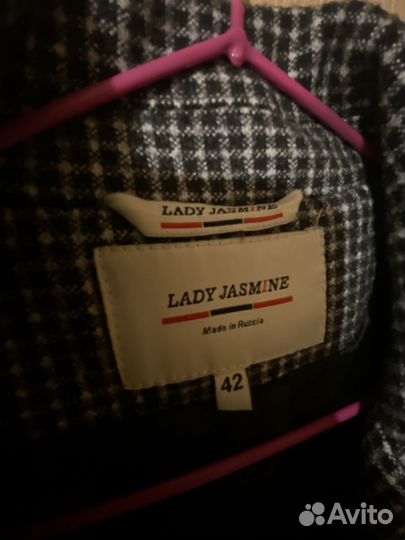 LADY JASMINE
LADY JASMINE
Made in Russia
42
Avito